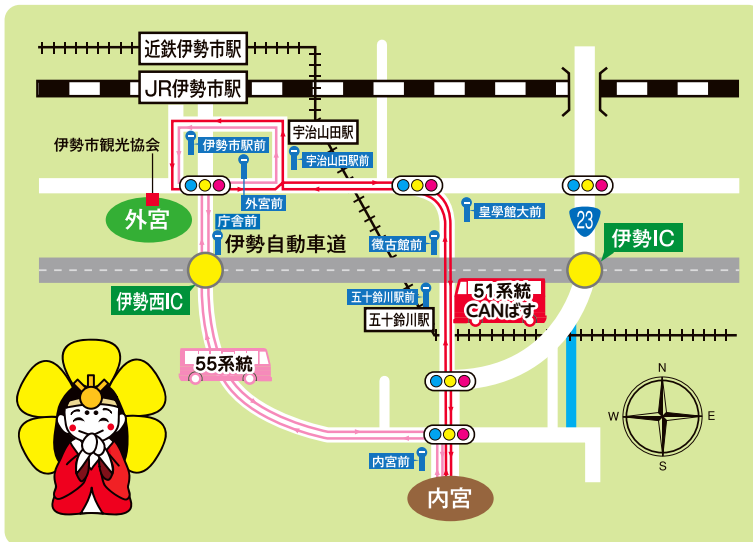 近鉄伊勢市駅
JR伊勢市駅
宇治山田駅
伊勢市観光協会
伊勢市駅前
宇治山田駅前
外宮
外宮前
庁舎前
皇學館大前
23
徴古館前
伊勢自動車道
伊勢IC
伊勢西IC
五十鈴川駅前
五十鈴川駅
51系統
CANばす
55系統
内宮前
内宮
N
W
E
S